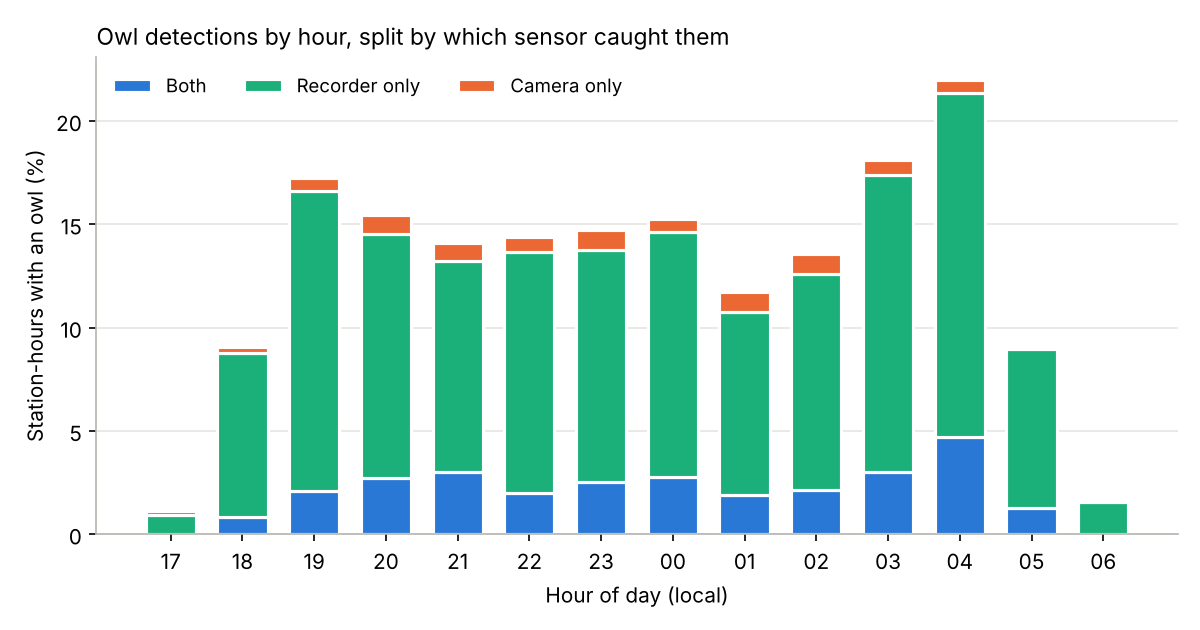 Owl detections by hour, split by which sensor caught them
Both Recorder only Camera only
Station-hours with an owl (%)
20
15
10
5
0
17 18 19 20 21 22 23 00 01 02 03 04 05 06
Hour of day (local)